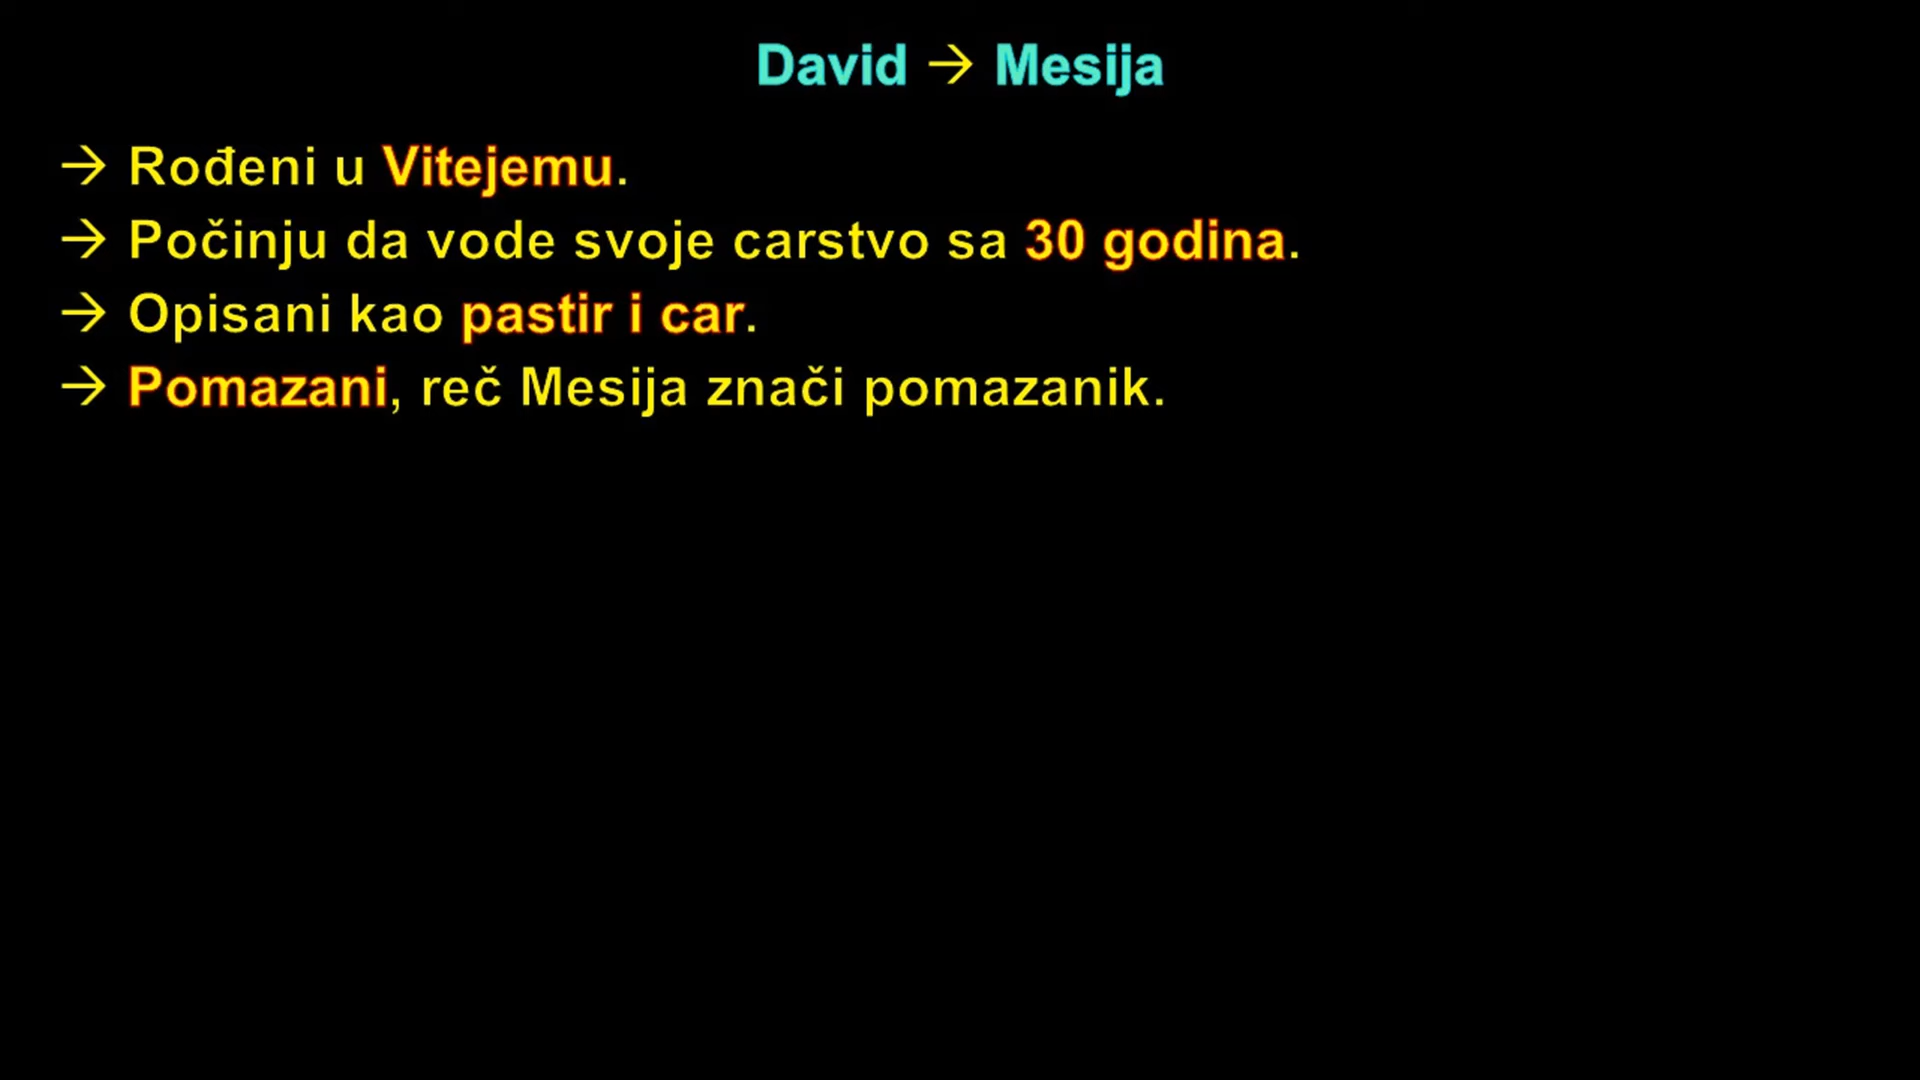 David → Mesija
→ Rođeni u Vitejemu.
→ Počinju da vode svoje carstvo sa 30 godina.
→ Opisani kao pastir i car.
→ Pomazani, reč Mesija znači pomazanik.